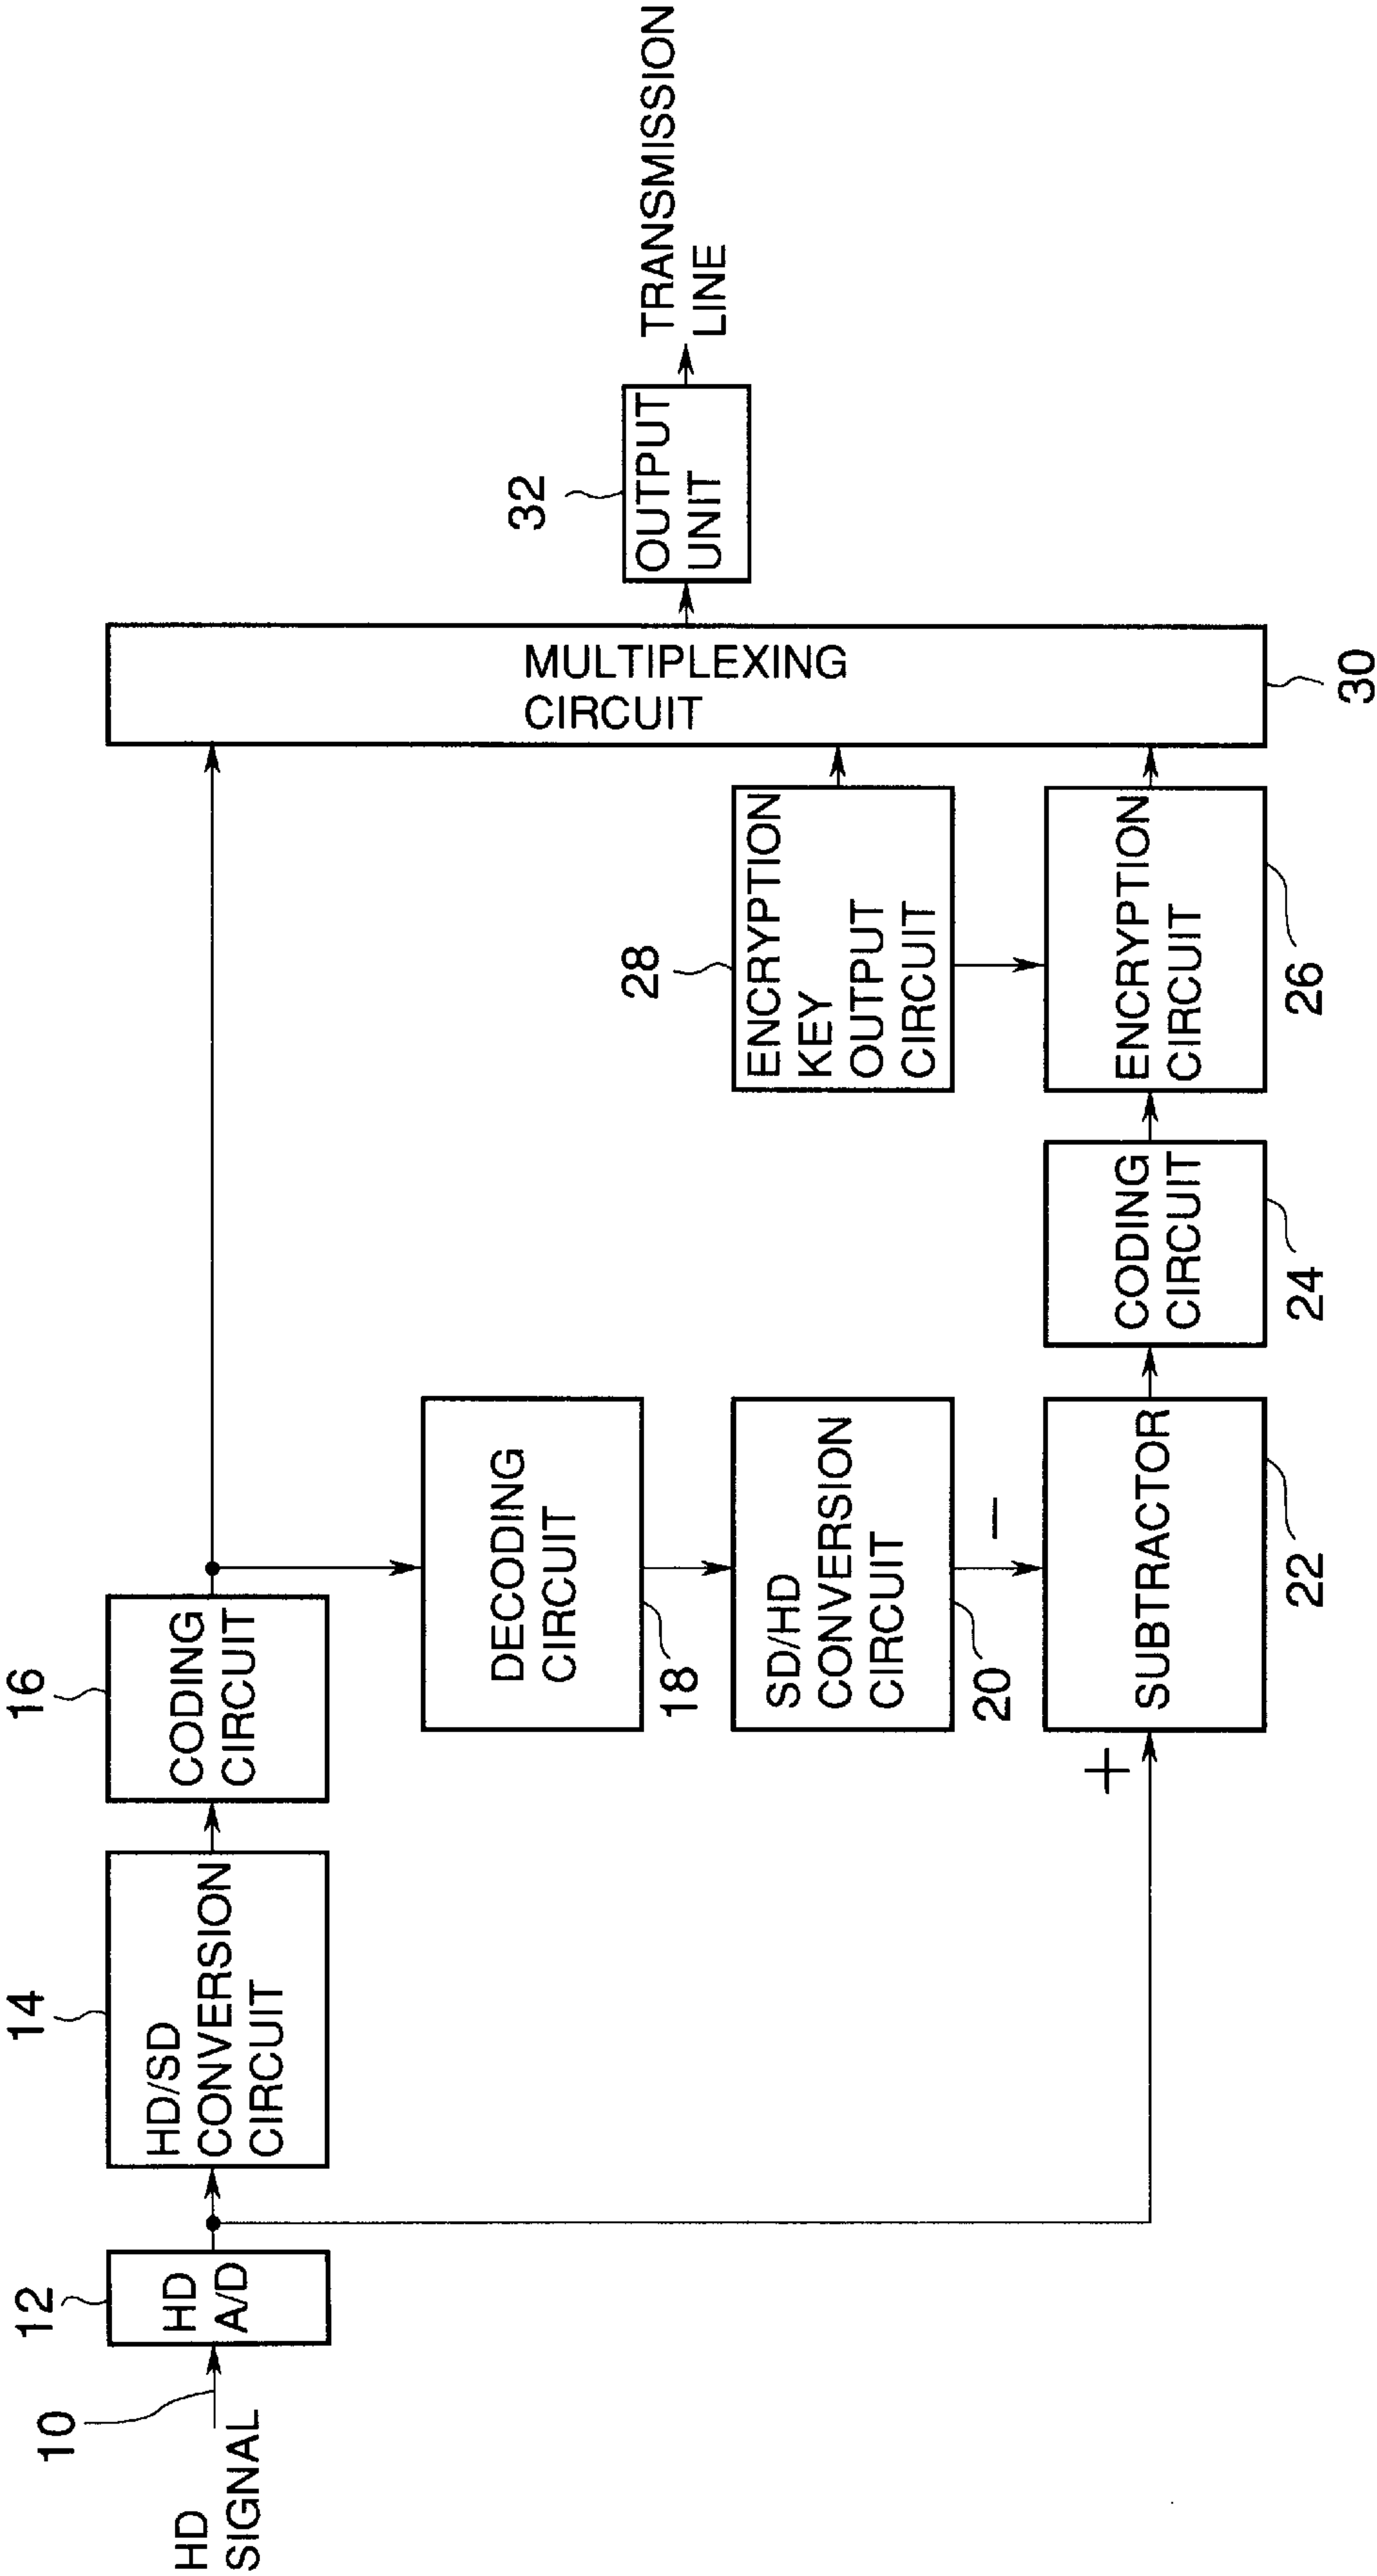 10
HD
SIGNAL
12
HD
A/D
14
HD/SD
CONVERSION
CIRCUIT
16
CODING
CIRCUIT
DECODING
CIRCUIT
18
SD/HD
CONVERSION
CIRCUIT
20
−
+
SUBTRACTOR
22
CODING
CIRCUIT
24
28
ENCRYPTION
KEY
OUTPUT
CIRCUIT
ENCRYPTION
CIRCUIT
26
MULTIPLEXING
CIRCUIT
30
32
OUTPUT
UNIT
TRANSMISSION
LINE